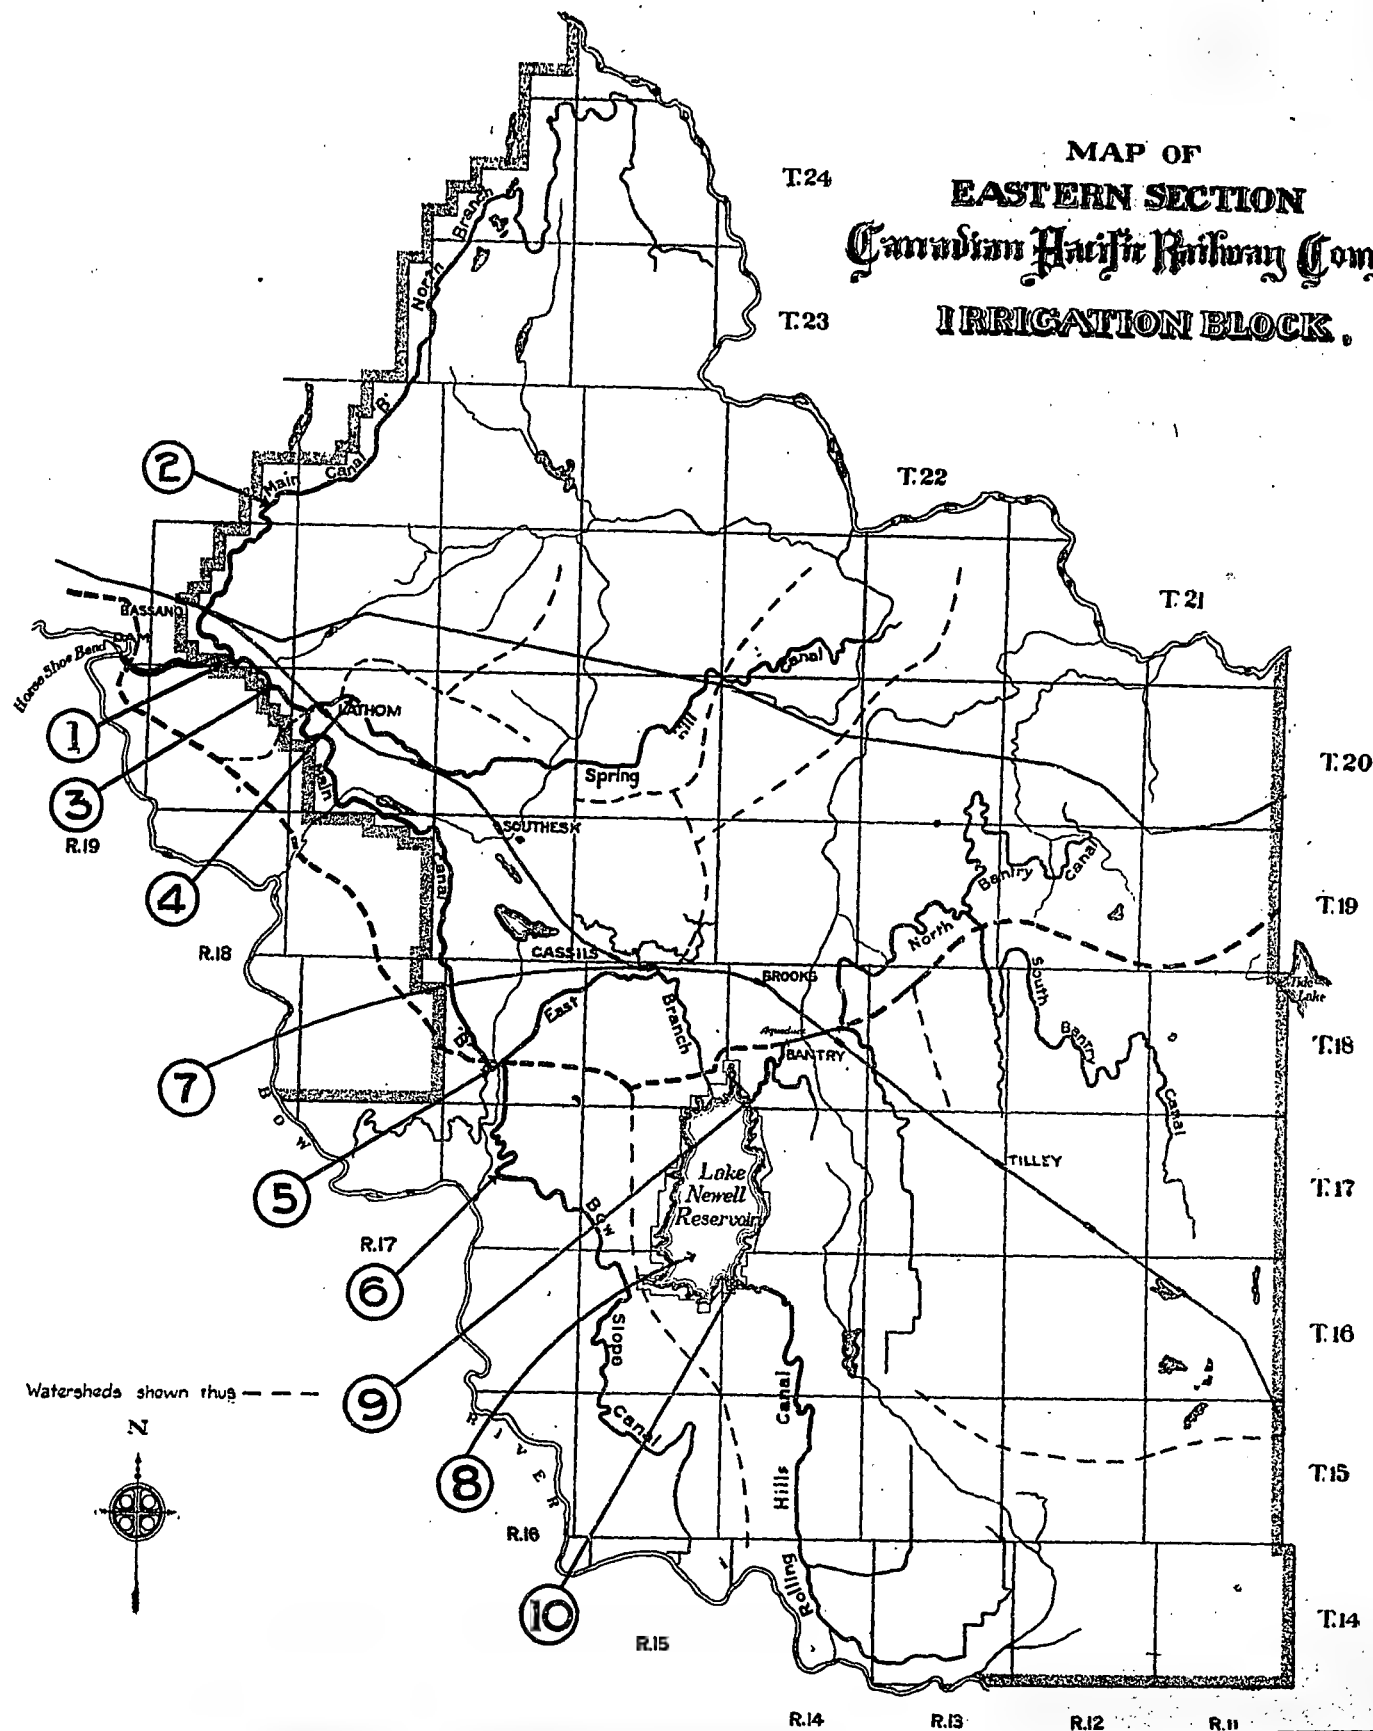 MAP OF
EASTERN SECTION
Canadian Pacific Railway Com
IRRIGATION BLOCK.
T.24
T.23
T.22
T.21
T.20
T.19
T.18
T.17
T.16
T.15
T.14
R.19
R.18
R.17
R.16
R.15
R.14
R.13
R.12
R.11
North Branch
Main Canal 'B'
2
BASSANO
DAM
Horse Shoe Bend
1
3
4
LATHOM
Spring Hill Canal
Main Canal 'B'
SOUTHESK
CASSILS
BROOKS
East Branch
Aqueduct
BANTRY
North Bantry Canal
South Bantry Canal
Tide Lake
7
5
6
9
8
10
BOW RIVER
Lake
Newell
Reservoir
TILLEY
Bow Slope Canal
Rolling Hills Canal
Watersheds shown thus
N